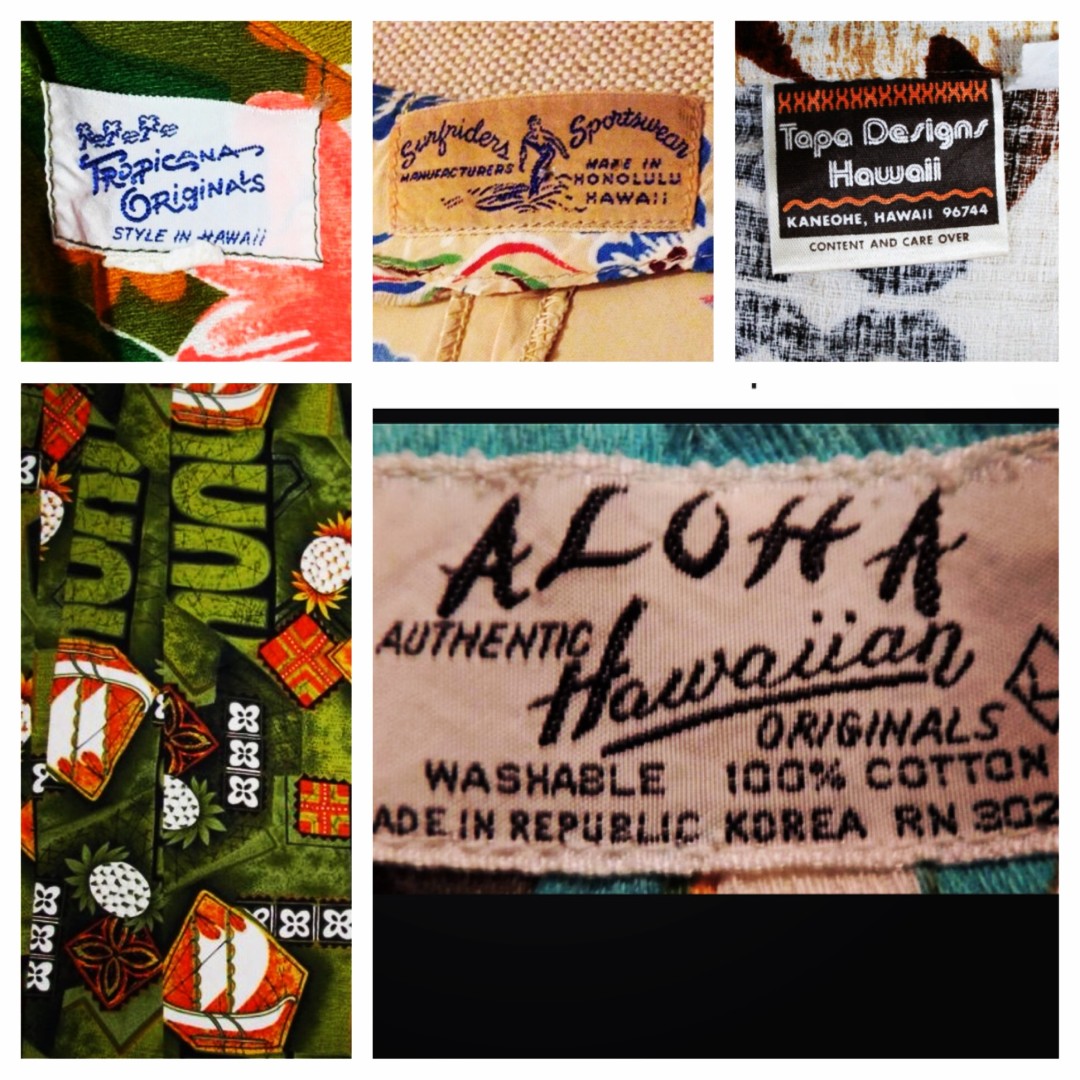 Tropicana
Originals
STYLE IN HAWAII
Surfriders Sportswear
MANUFACTURERS
MADE IN
HONOLULU
HAWAII
Tapa Designs
Hawaii
KANEOHE, HAWAII 96744
CONTENT AND CARE OVER
ALOHA
AUTHENTIC Hawaiian
ORIGINALS
WASHABLE 100% COTTON
ADE IN REPUBLIC KOREA RN 302